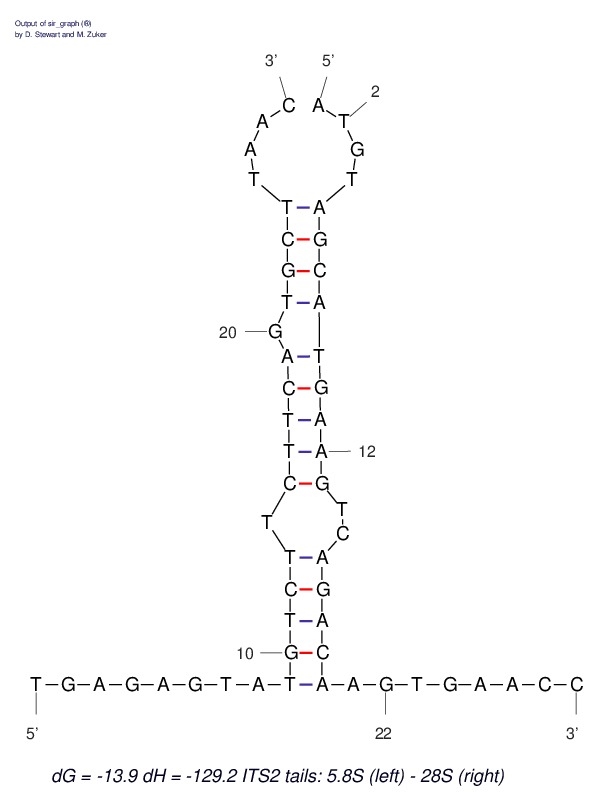 Output of sir_graph (®)
by D. Stewart and M. Zuker
3’ 5’
C A 2
A T
A G
T T
T A
C G
G C
T A
20 G
A T
C G
T A
T A 12
C G
T T
C
T A
C G
T A
10 G C
T-G-A-G-A-G-T-A-T A-A-G-T-G-A-A-C-C
5’ 22 3’
dG = -13.9 dH = -129.2 ITS2 tails: 5.8S (left) - 28S (right)